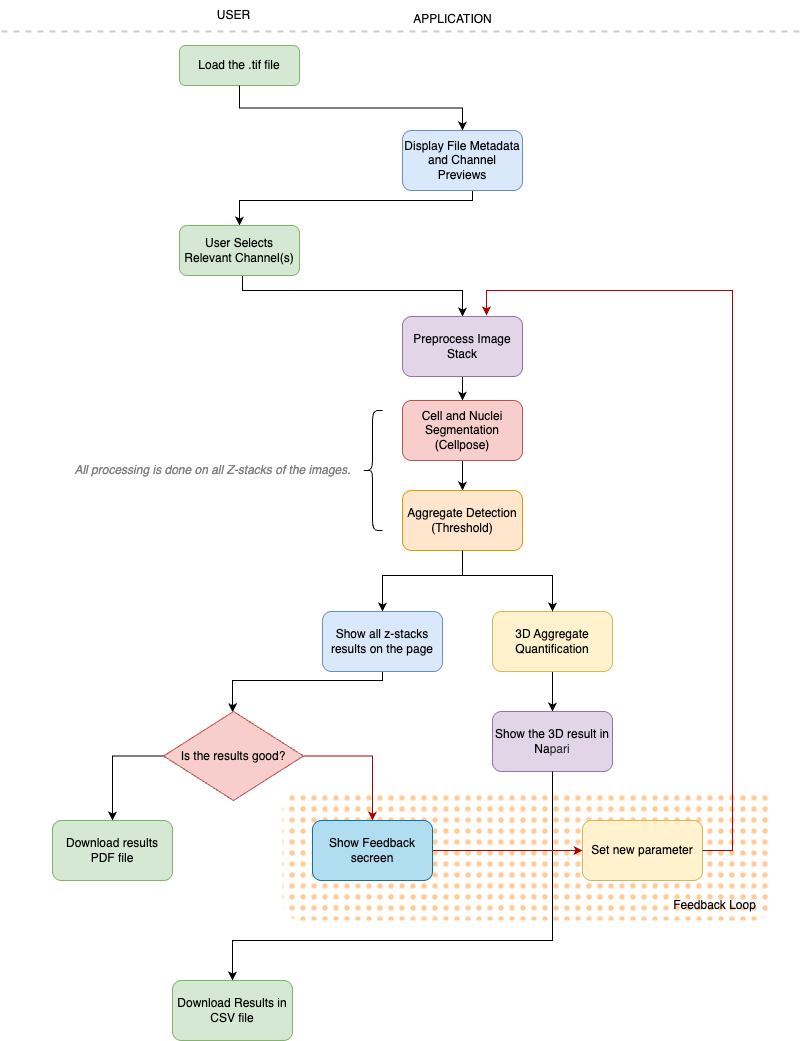 USER
APPLICATION
Load the .tif file
Display File Metadata
and Channel
Previews
User Selects
Relevant Channel(s)
Preprocess Image
Stack
Cell and Nuclei
Segmentation
(Cellpose)
All processing is done on all Z-stacks of the images.
Aggregate Detection
(Threshold)
Show all z-stacks
results on the page
3D Aggregate
Quantification
Is the results good?
Show the 3D result in
Napari
Download results
PDF file
Show Feedback
secreen
Set new parameter
Feedback Loop
Download Results in
CSV file